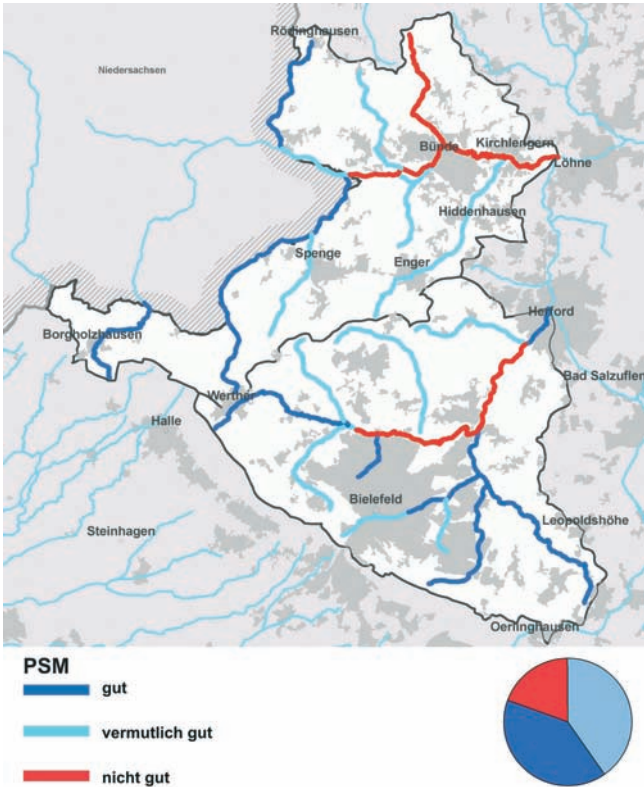 Rödinghausen
Niedersachsen
Bünde
Kirchlengern
Löhne
Hiddenhausen
Spenge
Enger
Herford
Borgholzhausen
Bad Salzuflen
Werther
Halle
Bielefeld
Leopoldshöhe
Steinhagen
Oerlinghausen
PSM
gut
vermutlich gut
nicht gut